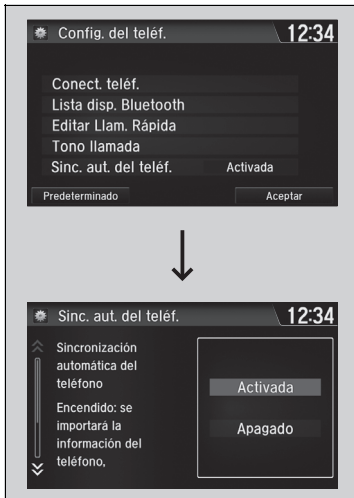 Config. del teléf.
12:34
Conect. teléf.
Lista disp. Bluetooth
Editar Llam. Rápida
Tono llamada
Sinc. aut. del teléf. Activada
Predeterminado Aceptar
Sinc. aut. del teléf.
12:34
Sincronización
automática del
teléfono
Encendido: se
importará la
información del
teléfono,
Activada
Apagado